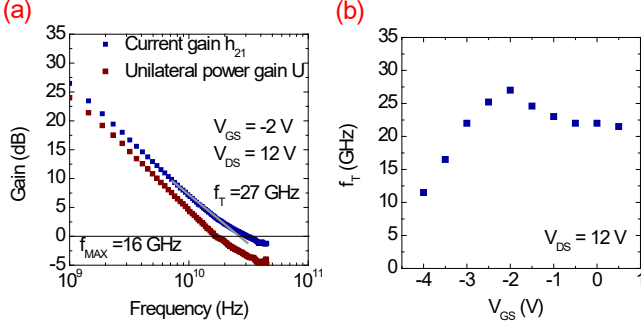 (a)
35
30
25
20
15
10
5
0
-5
Gain (dB)
Current gain h21
Unilateral power gain U
VGS = -2 V
VDS = 12 V
fT =27 GHz
fMAX =16 GHz
10^9
10^10
10^11
Frequency (Hz)
(b)
35
30
25
20
15
10
5
0
fT (GHz)
VDS = 12 V
-4 -3 -2 -1 0 1
VGS (V)